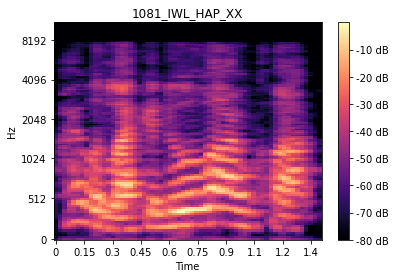 1081_IWL_HAP_XX
8192
4096
2048
1024
512
0
Hz
0 0.15 0.3 0.45 0.6 0.75 0.9 1.1 1.2 1.4
Time
-10 dB
-20 dB
-30 dB
-40 dB
-50 dB
-60 dB
-70 dB
-80 dB